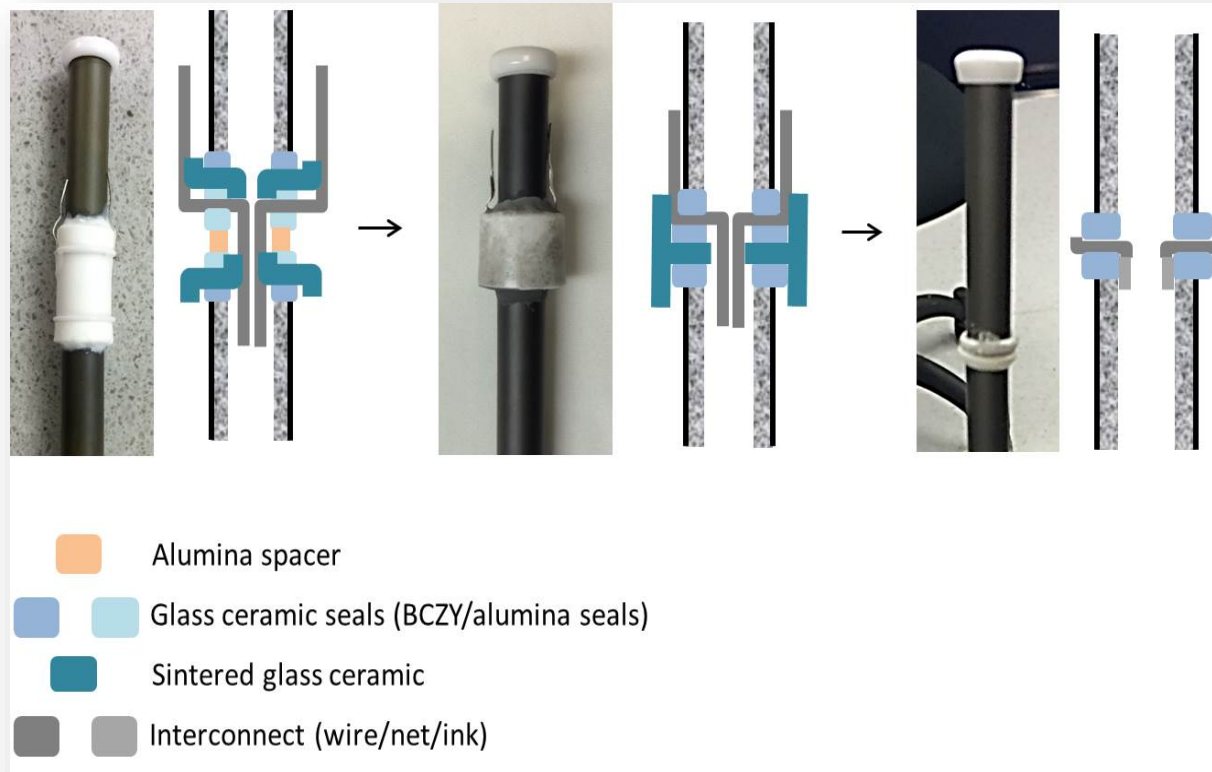 Alumina spacer
Glass ceramic seals (BCZY/alumina seals)
Sintered glass ceramic
Interconnect (wire/net/ink)